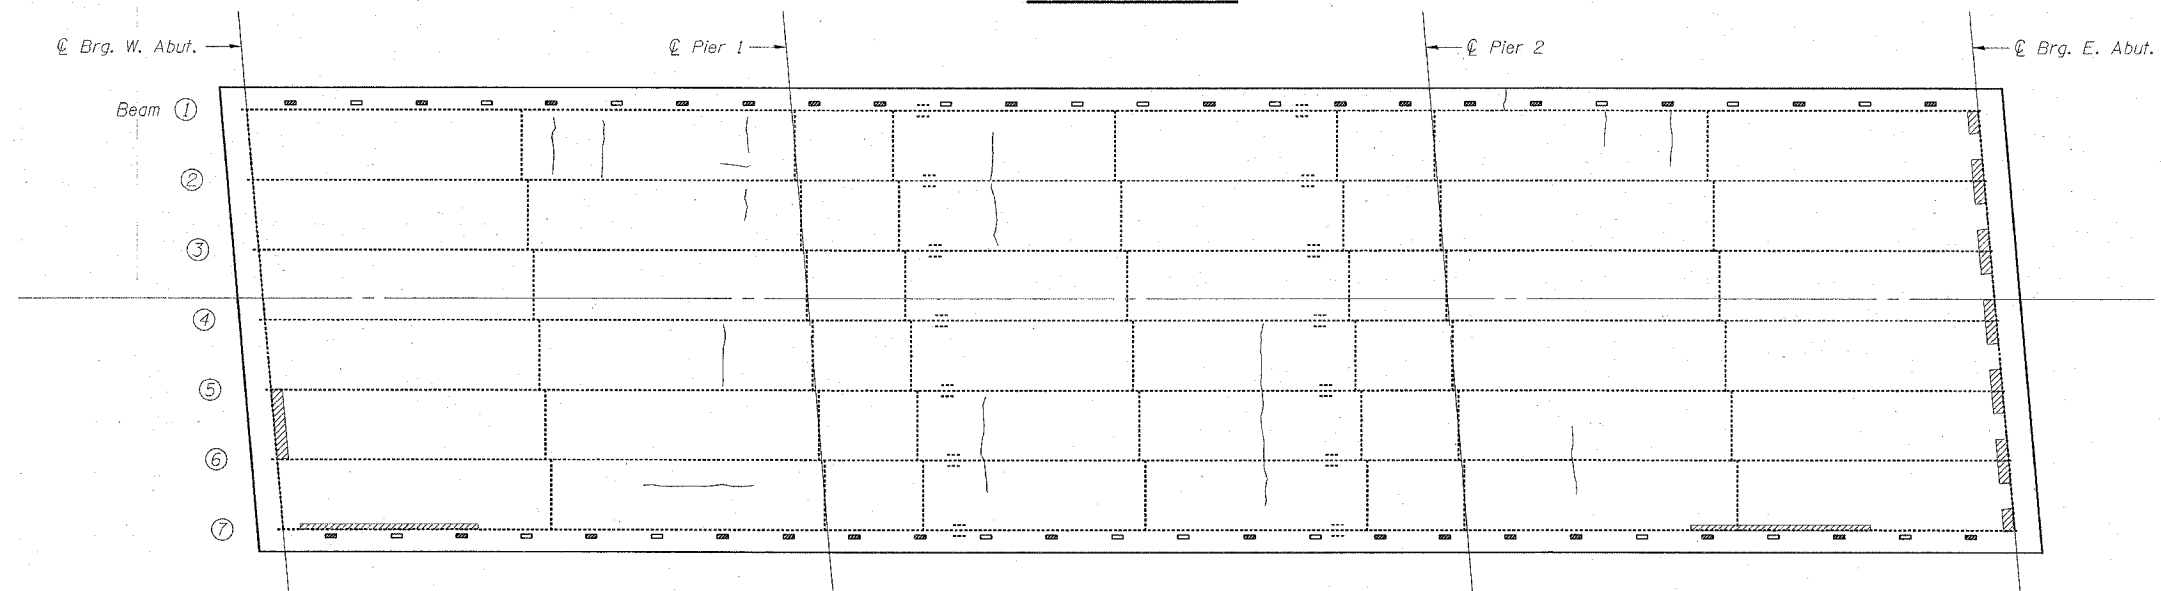 ℄ Brg. W. Abut.
℄ Pier 1
℄ Pier 2
℄ Brg. E. Abut.
Beam 1
2
3
4
5
6
7